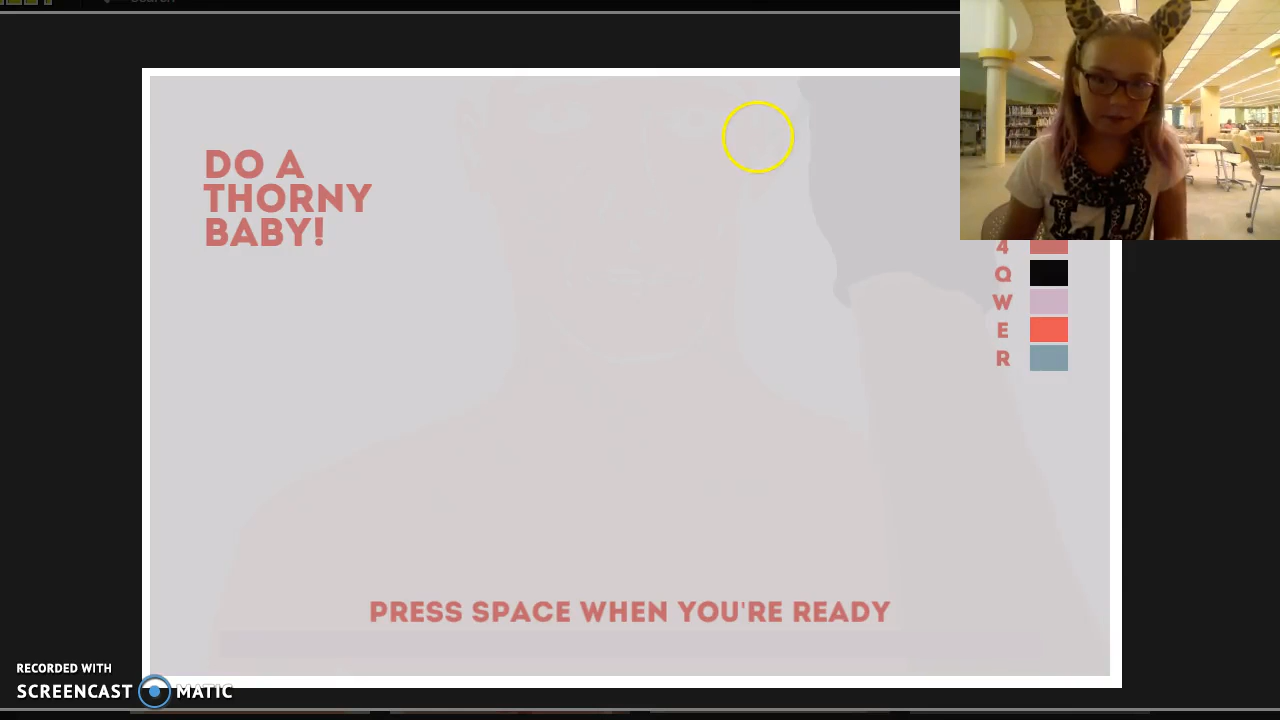 DO A
THORNY
BABY!
4
Q
W
E
R
PRESS SPACE WHEN YOU'RE READY
RECORDED WITH
SCREENCAST MATIC